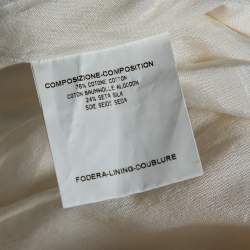 COMPOSIZIONE-COMPOSITION
76% COTONE COTTON
COTON BAUMWOLLE ALGODON
24% SETA SILK
SOIE SEIDE SEDA
FODERA-LINING-DOUBLURE